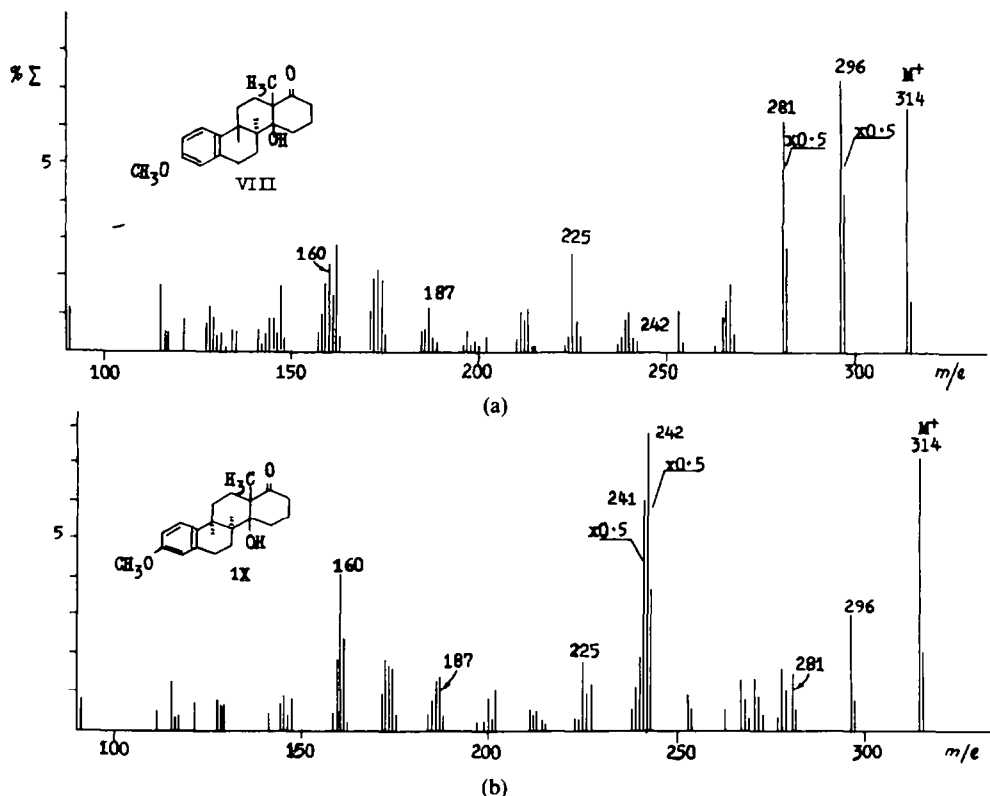 % Σ
M⁺
296
314
281
x0·5
x0·5
H₃C
O
OH
CH₃O
VIII
5
160
187
225
242
100
150
200
250
300
m/e
(a)
M⁺
314
242
x0·5
241
x0·5
H₃C
O
OH
CH₃O
1X
5
160
187
225
296
281
100
150
200
250
300
m/e
(b)